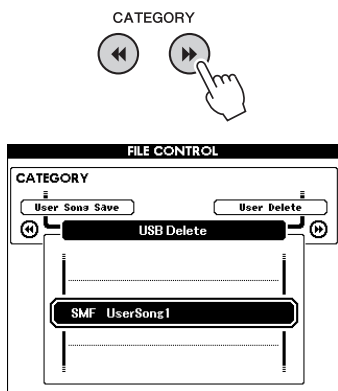 CATEGORY
FILE CONTROL
CATEGORY
User Song Save
User Delete
USB Delete
SMF UserSong1